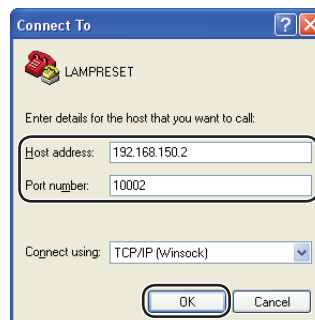 Connect To
LAMPRESET
Enter details for the host that you want to call:
Host address: 192.168.150.2
Port number: 10002
Connect using: TCP/IP (Winsock)
OK Cancel